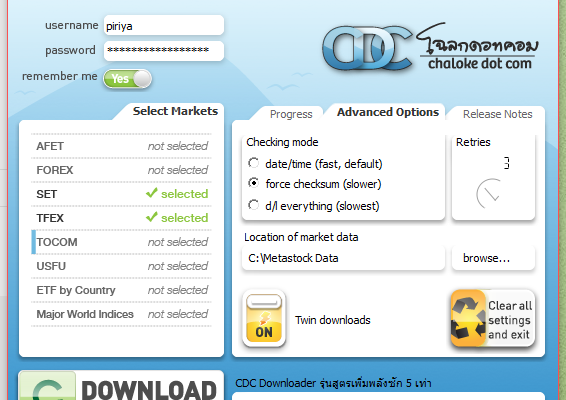 username piriya
password *****************
remember me Yes
CDC โฉลกดอทคอม
chaloke dot com
Select Markets
AFET not selected
FOREX not selected
SET selected
TFEX selected
TOCOM not selected
USFU not selected
ETF by Country not selected
Major World Indices not selected
Progress Advanced Options Release Notes
Checking mode
date/time (fast, default)
force checksum (slower)
d/l everything (slowest)
Retries
3
Location of market data
C:\Metastock Data browse...
ON
Twin downloads
Clear all
settings
and exit
DOWNLOAD
CDC Downloader รุ่นสูตรเพิ่มพลังซัก 5 เท่า